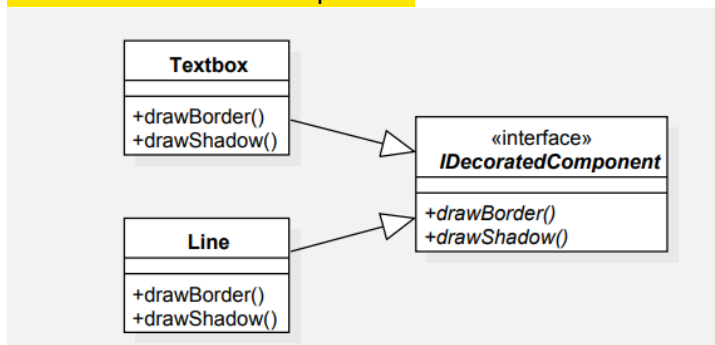 Textbox
+drawBorder()
+drawShadow()
«interface»
IDecoratedComponent
+drawBorder()
+drawShadow()
Line
+drawBorder()
+drawShadow()